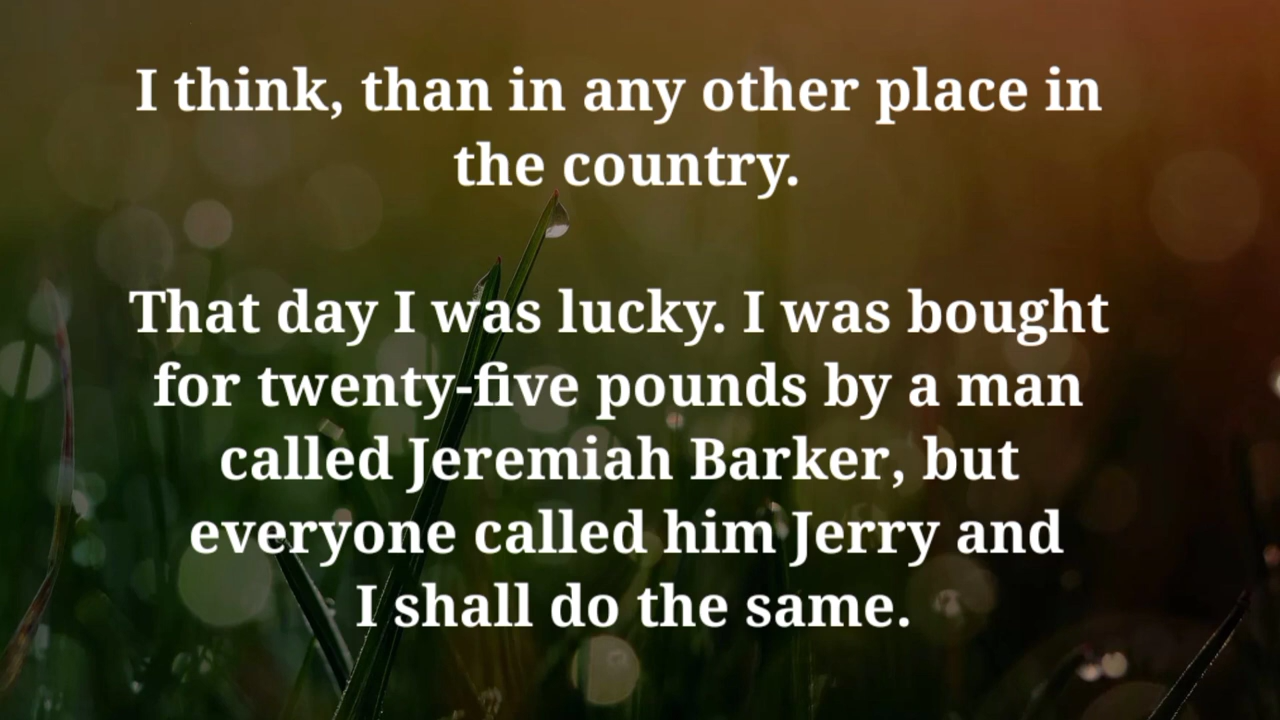 I think, than in any other place in
the country.
That day I was lucky. I was bought
for twenty-five pounds by a man
called Jeremiah Barker, but
everyone called him Jerry and
I shall do the same.